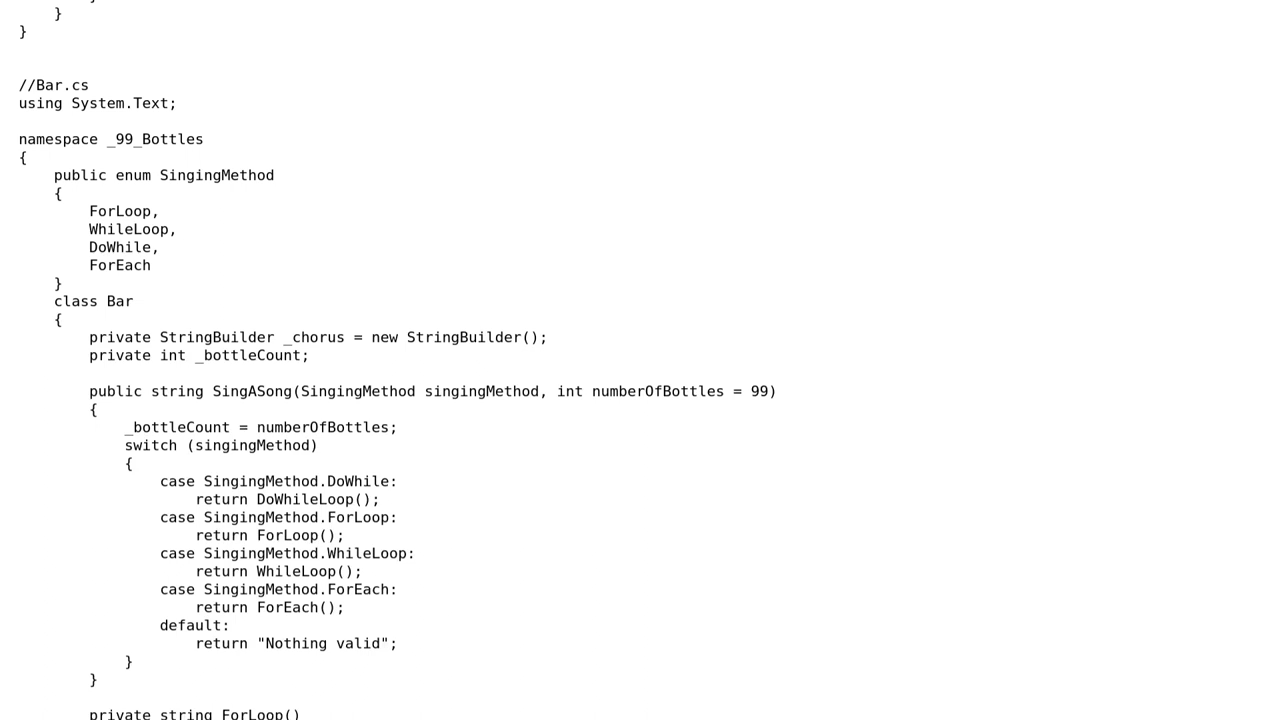 }
}

//Bar.cs
using System.Text;

namespace _99_Bottles
{
    public enum SingingMethod
    {
        ForLoop,
        WhileLoop,
        DoWhile,
        ForEach
    }
    class Bar
    {
        private StringBuilder _chorus = new StringBuilder();
        private int _bottleCount;

        public string SingASong(SingingMethod singingMethod, int numberOfBottles = 99)
        {
            _bottleCount = numberOfBottles;
            switch (singingMethod)
            {
                case SingingMethod.DoWhile:
                    return DoWhileLoop();
                case SingingMethod.ForLoop:
                    return ForLoop();
                case SingingMethod.WhileLoop:
                    return WhileLoop();
                case SingingMethod.ForEach:
                    return ForEach();
                default:
                    return "Nothing valid";
            }
        }

        private string ForLoop()